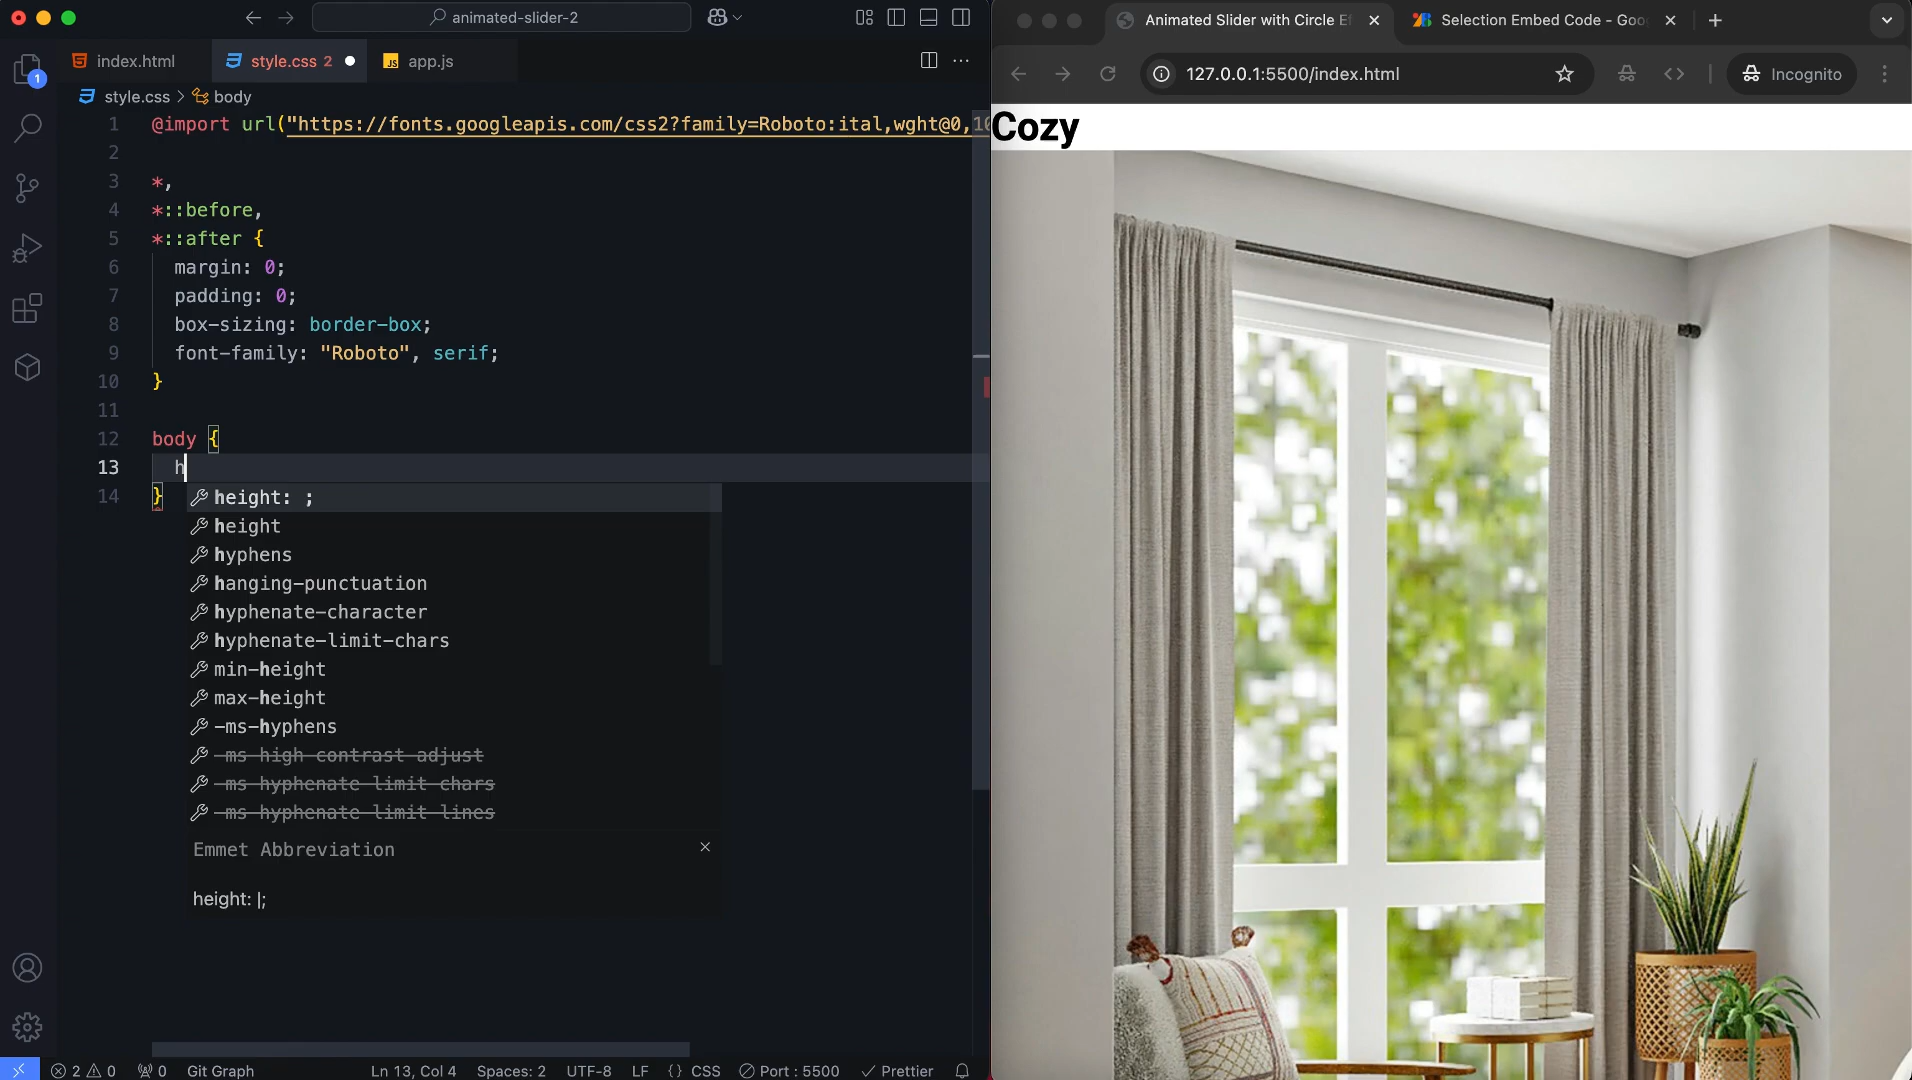 animated-slider-2
index.html
style.css 2
app.js
style.css > body
1 @import url("https://fonts.googleapis.com/css2?family=Roboto:ital,wght@0,10
2
3 *,
4 *::before,
5 *::after {
6 margin: 0;
7 padding: 0;
8 box-sizing: border-box;
9 font-family: "Roboto", serif;
10 }
11
12 body {
13 h
14 }
height: ;
height
hyphens
hanging-punctuation
hyphenate-character
hyphenate-limit-chars
min-height
max-height
-ms-hyphens
-ms-high-contrast-adjust
-ms-hyphenate-limit-chars
-ms-hyphenate-limit-lines
Emmet Abbreviation
height: |;
1
2 0 0 Git Graph Ln 13, Col 4 Spaces: 2 UTF-8 LF {} CSS Port : 5500 Prettier
Animated Slider with Circle Ef
Selection Embed Code - Goo
127.0.0.1:5500/index.html
Incognito
Cozy